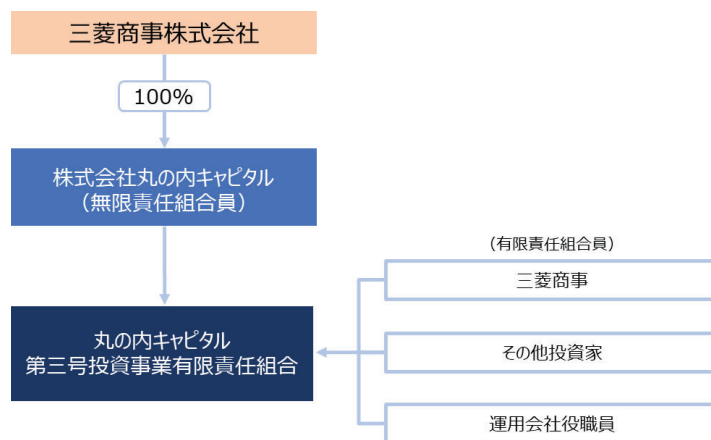 三菱商事株式会社
100%
株式会社丸の内キャピタル
（無限責任組合員）
丸の内キャピタル
第三号投資事業有限責任組合
（有限責任組合員）
三菱商事
その他投資家
運用会社役職員